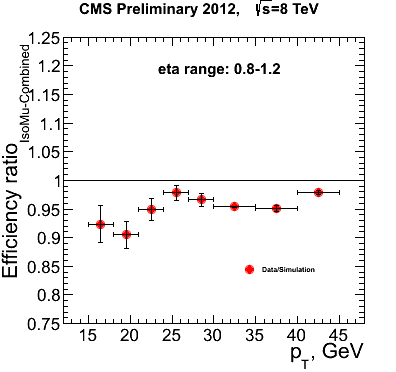 CMS Preliminary 2012, √s=8 TeV
Efficiency ratio IsoMu-Combined
1.25
1.2
1.15
1.1
1.05
1
0.95
0.9
0.85
0.8
0.75
eta range: 0.8-1.2
Data/Simulation
15 20 25 30 35 40 45
p_T, GeV